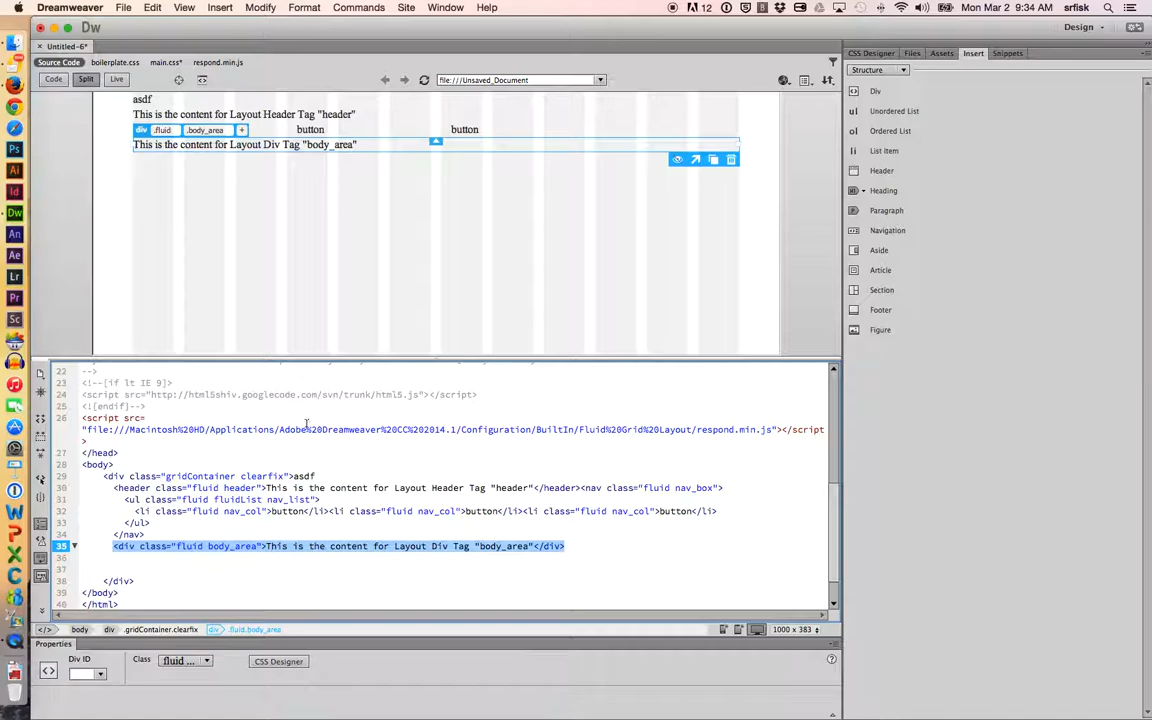 Dreamweaver File Edit View Insert Modify Format Commands Site Window Help 12 Mon Mar 2 9:34 AM srfisk
Dw Design
× Untitled-6*
Source Code boilerplate.css main.css* respond.min.js
Code Split Live file:///Unsaved_Document
asdf
This is the content for Layout Header Tag "header"
div .fluid .body_area + button button
This is the content for Layout Div Tag "body_area"
22 -->
23 <!--[if lt IE 9]>
24 <script src="http://html5shiv.googlecode.com/svn/trunk/html5.js"></script>
25 <![endif]-->
26 <script src=
"file:///Macintosh%20HD/Applications/Adobe%20Dreamweaver%20CC%202014.1/Configuration/BuiltIn/Fluid%20Grid%20Layout/respond.min.js"></script
>
27 </head>
28 <body>
29 <div class="gridContainer clearfix">asdf
30 <header class="fluid header">This is the content for Layout Header Tag "header"</header><nav class="fluid nav_box">
31 <ul class="fluid fluidList nav_list">
32 <li class="fluid nav_col">button</li><li class="fluid nav_col">button</li><li class="fluid nav_col">button</li>
33 </ul>
34 </nav>
35 <div class="fluid body_area">This is the content for Layout Div Tag "body_area"</div>
36
37
38 </div>
39 </body>
40 </html>
</> body div .gridContainer.clearfix div .fluid.body_area 1000 x 383
Properties
Div ID Class fluid ... CSS Designer
CSS Designer Files Assets Insert Snippets
Structure
Div
Unordered List
Ordered List
List Item
Header
Heading
Paragraph
Navigation
Aside
Article
Section
Footer
Figure